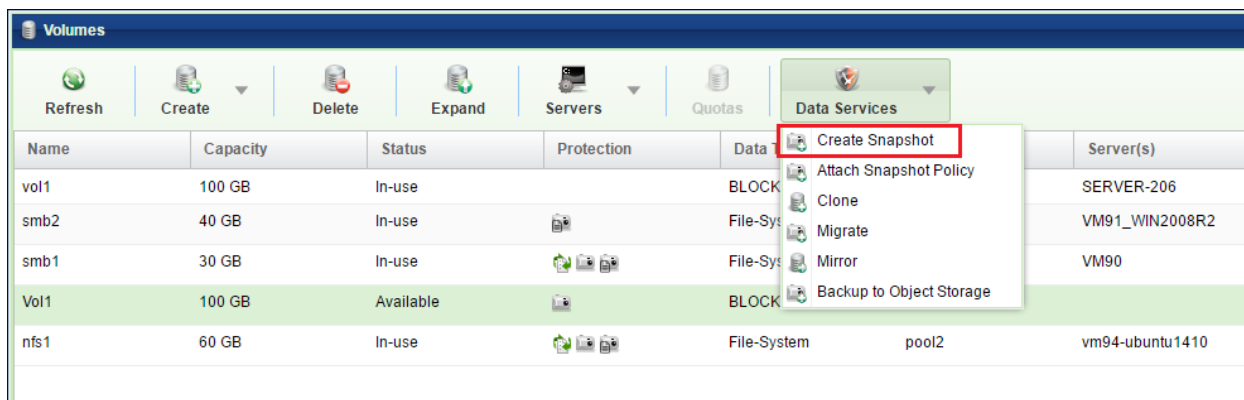 Volumes
Refresh Create Delete Expand Servers Quotas Data Services
Create Snapshot
Attach Snapshot Policy
Clone
Migrate
Mirror
Backup to Object Storage
Name Capacity Status Protection Data Server(s)
vol1 100 GB In-use BLOCK SERVER-206
smb2 40 GB In-use File-Sys VM91_WIN2008R2
smb1 30 GB In-use File-Sys VM90
Vol1 100 GB Available BLOCK
nfs1 60 GB In-use File-System pool2 vm94-ubuntu1410